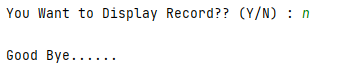 You Want to Display Record?? (Y/N) : n
Good Bye......